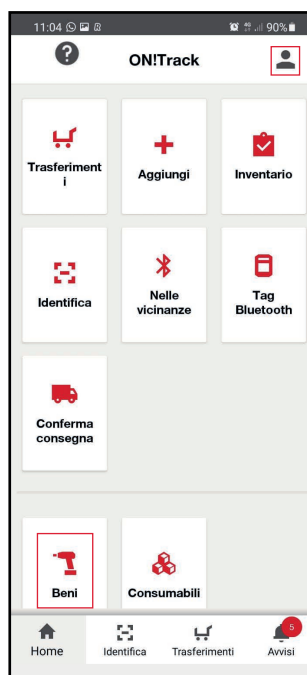 11:04 90%
? ON!Track
Trasferiment
i
Aggiungi
Inventario
Identifica
Nelle
vicinanze
Tag
Bluetooth
Conferma
consegna
Beni
Consumabili
5
Home Identifica Trasferimenti Avvisi